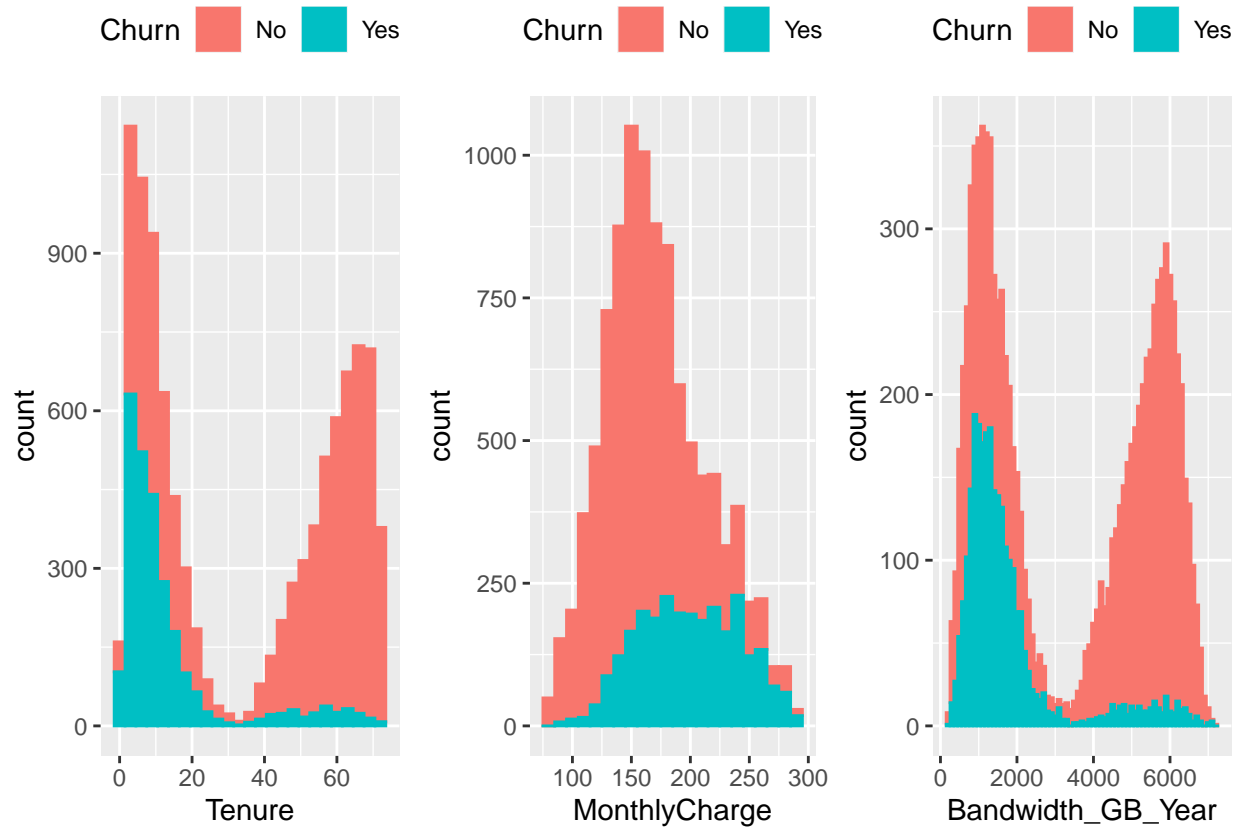 Churn No Yes
900
600
300
0
count
0 20 40 60
Tenure
Churn No Yes
1000
750
500
250
0
count
100 150 200 250 300
MonthlyCharge
Churn No Yes
300
200
100
0
count
0 2000 4000 6000
Bandwidth_GB_Year